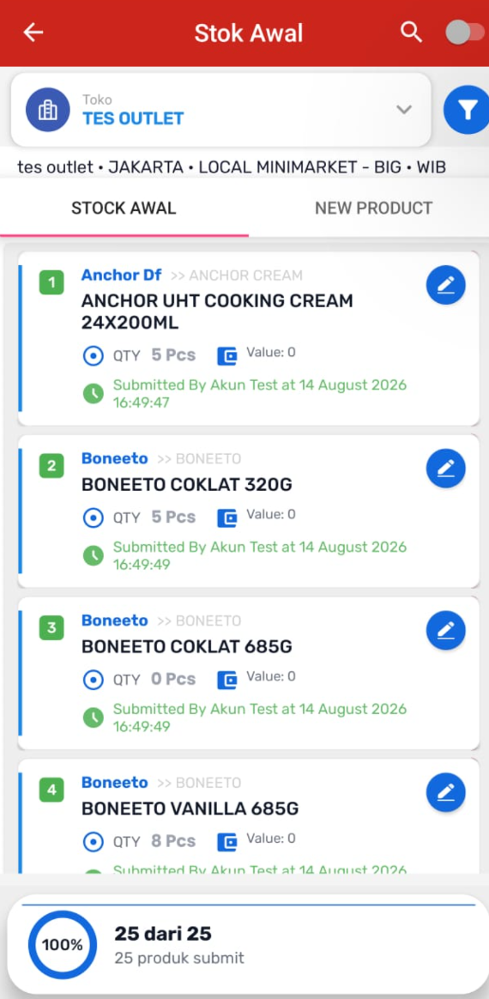 Stok Awal
Toko
TES OUTLET
tes outlet • JAKARTA • LOCAL MINIMARKET - BIG • WIB
STOCK AWAL
NEW PRODUCT
1
Anchor Df >> ANCHOR CREAM
ANCHOR UHT COOKING CREAM
24X200ML
QTY 5 Pcs Value: 0
Submitted By Akun Test at 14 August 2026
16:49:47
2
Boneeto >> BONEETO
BONEETO COKLAT 320G
QTY 5 Pcs Value: 0
Submitted By Akun Test at 14 August 2026
16:49:49
3
Boneeto >> BONEETO
BONEETO COKLAT 685G
QTY 0 Pcs Value: 0
Submitted By Akun Test at 14 August 2026
16:49:49
4
Boneeto >> BONEETO
BONEETO VANILLA 685G
QTY 8 Pcs Value: 0
Submitted By Akun Test at 14 August 2026
100%
25 dari 25
25 produk submit